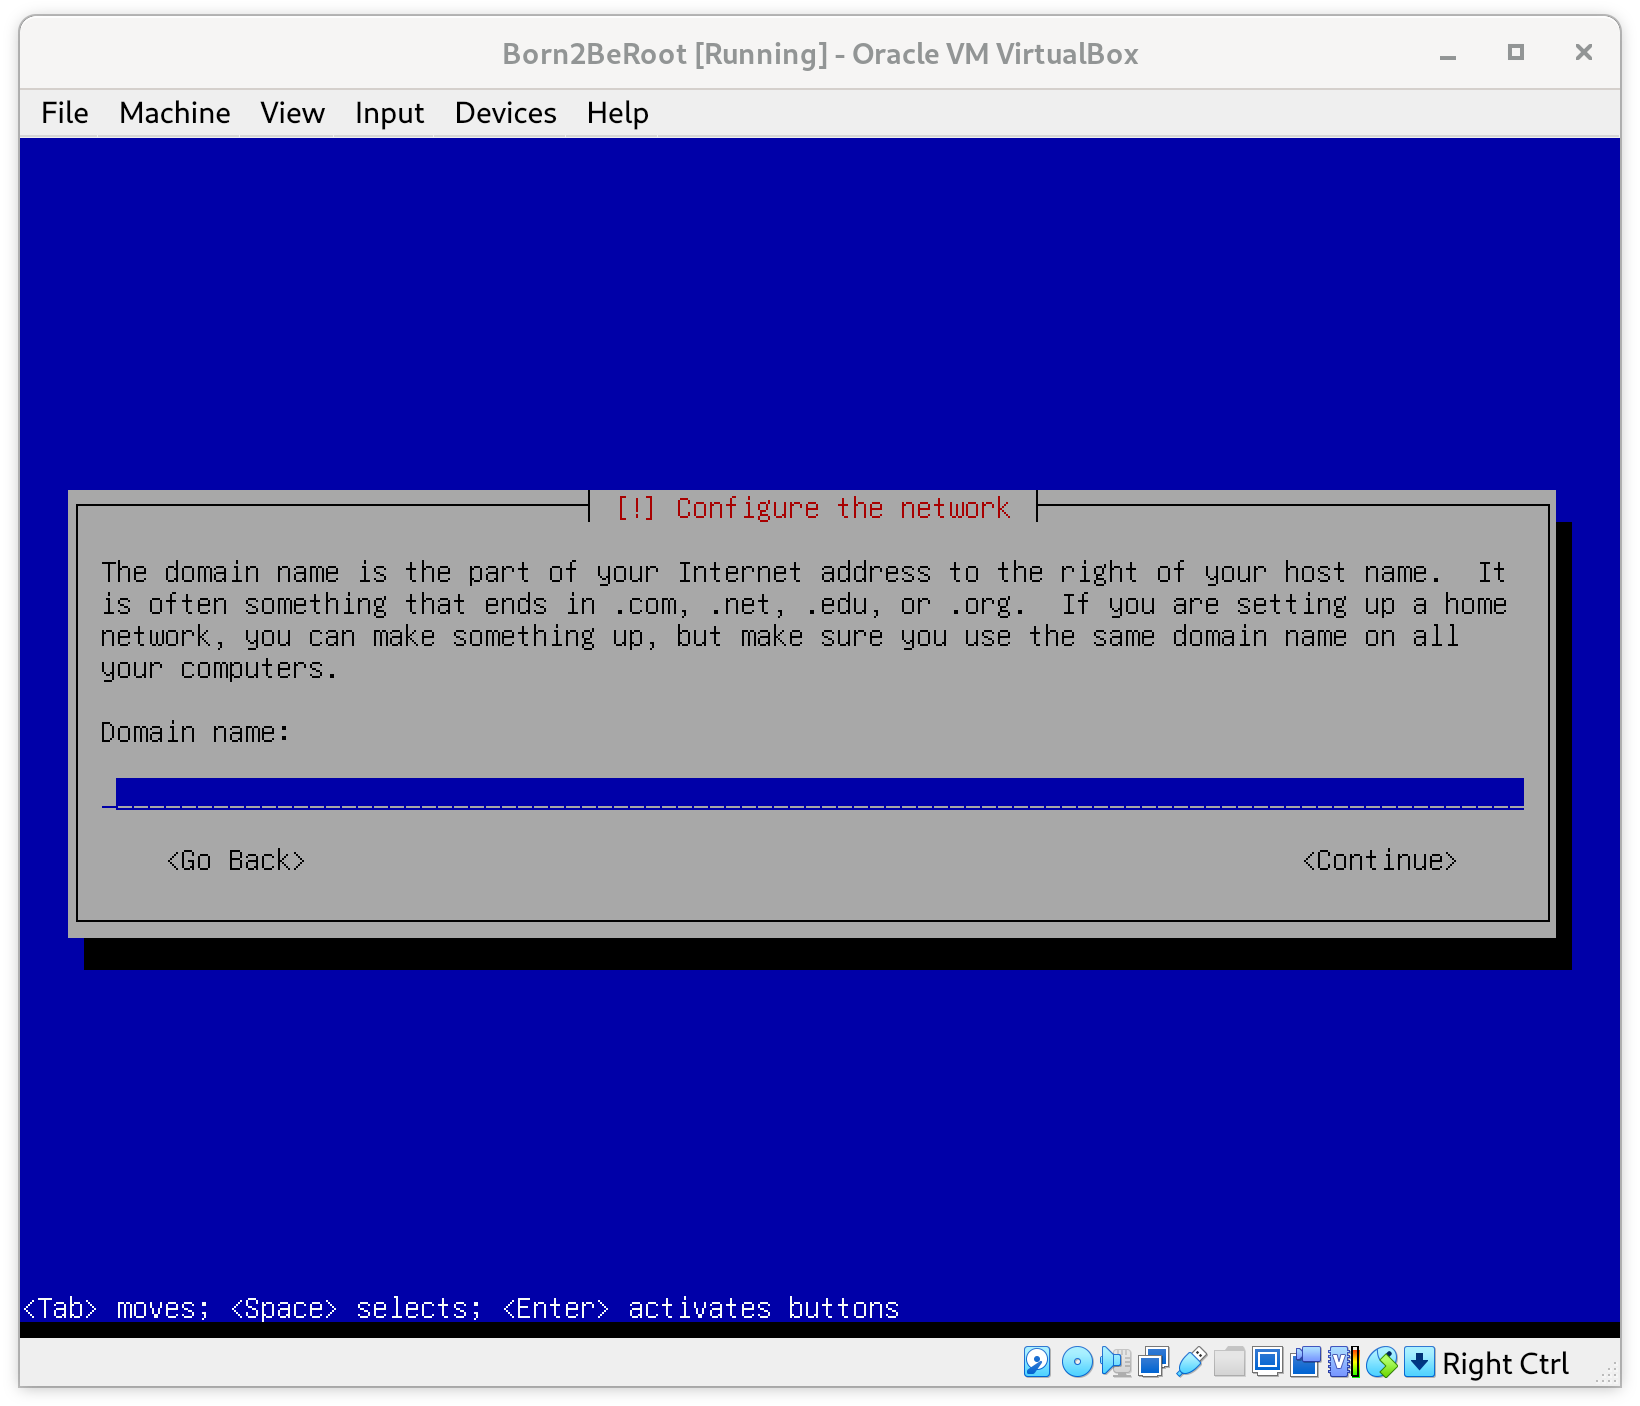 Born2BeRoot [Running] - Oracle VM VirtualBox
File Machine View Input Devices Help
[!] Configure the network
The domain name is the part of your Internet address to the right of your host name.  It
is often something that ends in .com, .net, .edu, or .org.  If you are setting up a home
network, you can make something up, but make sure you use the same domain name on all
your computers.
Domain name:
<Go Back> <Continue>
<Tab> moves; <Space> selects; <Enter> activates buttons
Right Ctrl